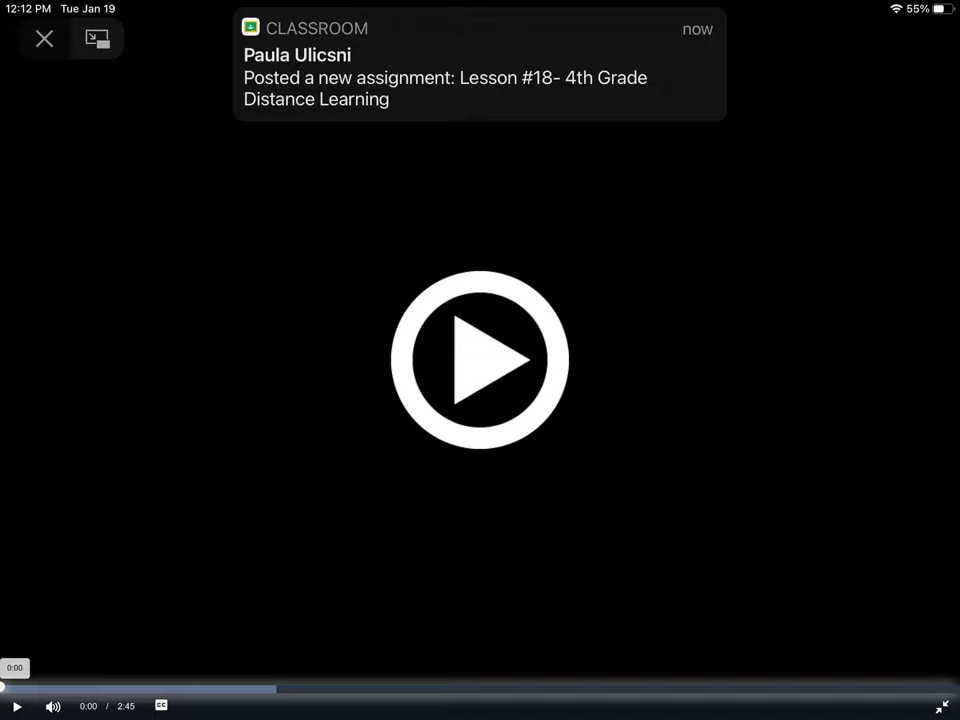 12:12 PM Tue Jan 19
55%
CLASSROOM
now
Paula Ulicsni
Posted a new assignment: Lesson #18- 4th Grade
Distance Learning
0:00
0:00 / 2:45
CC